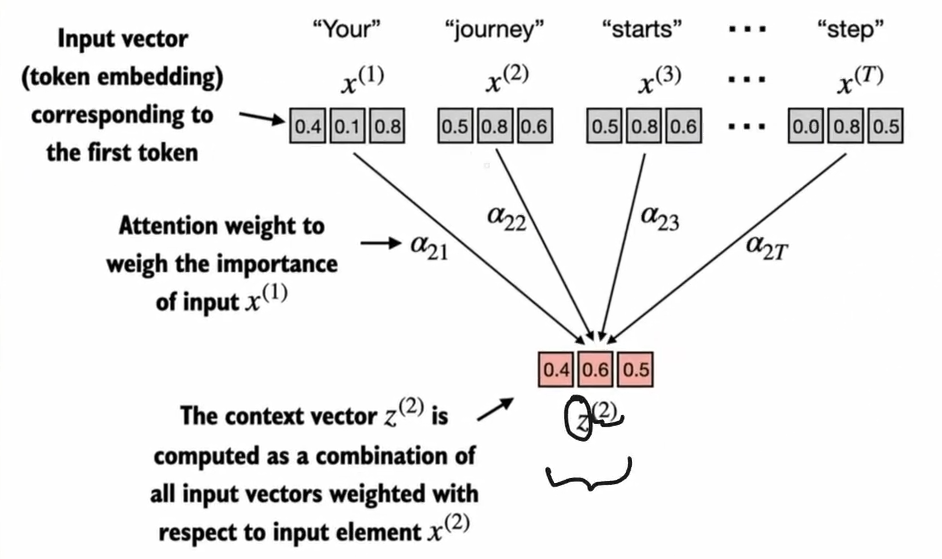 “Your” “journey” “starts” ... “step”
Input vector
(token embedding)
corresponding to
the first token
x^(1) x^(2) x^(3) ... x^(T)
0.4 0.1 0.8 0.5 0.8 0.6 0.5 0.8 0.6 ... 0.0 0.8 0.5
Attention weight to
weigh the importance
of input x^(1)
α21 α22 α23 α2T
0.4 0.6 0.5
z^(2)
The context vector z^(2) is
computed as a combination of
all input vectors weighted with
respect to input element x^(2)